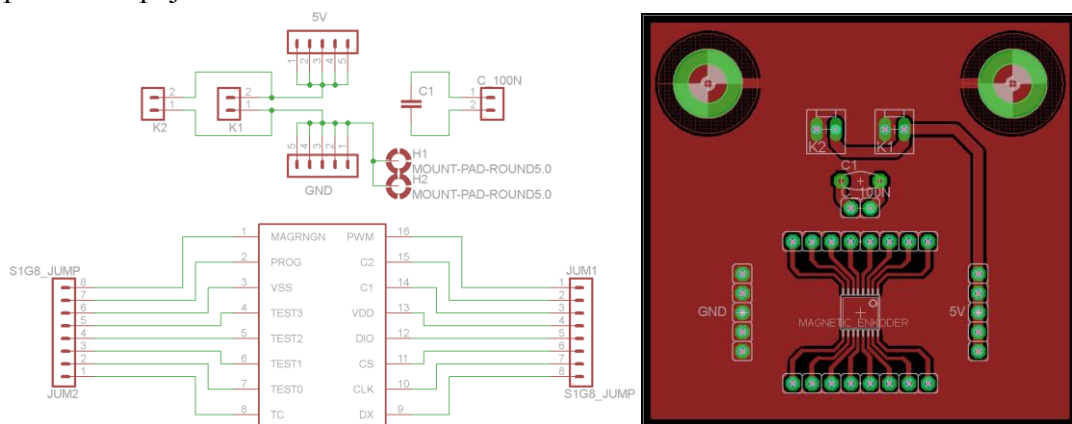 5V
1 2 3 4 5
2
1
K2
2
1
K1
C1
C_100N
1
2
5 4 3 2 1
GND
H1
MOUNT-PAD-ROUND5.0
H2
MOUNT-PAD-ROUND5.0
S1G8_JUMP
8
7
6
5
4
3
2
1
JUM2
1 MAGRNGN PWM 16
2 PROG C2 15
3 VSS C1 14
4 TEST3 VDD 13
5 TEST2 DIO 12
6 TEST1 CS 11
7 TEST0 CLK 10
8 TC DX 9
JUM1
1
2
3
4
5
6
7
8
S1G8_JUMP
K2
K1
C1
C_100N
GND
MAGNETIC_ENKODER
5V